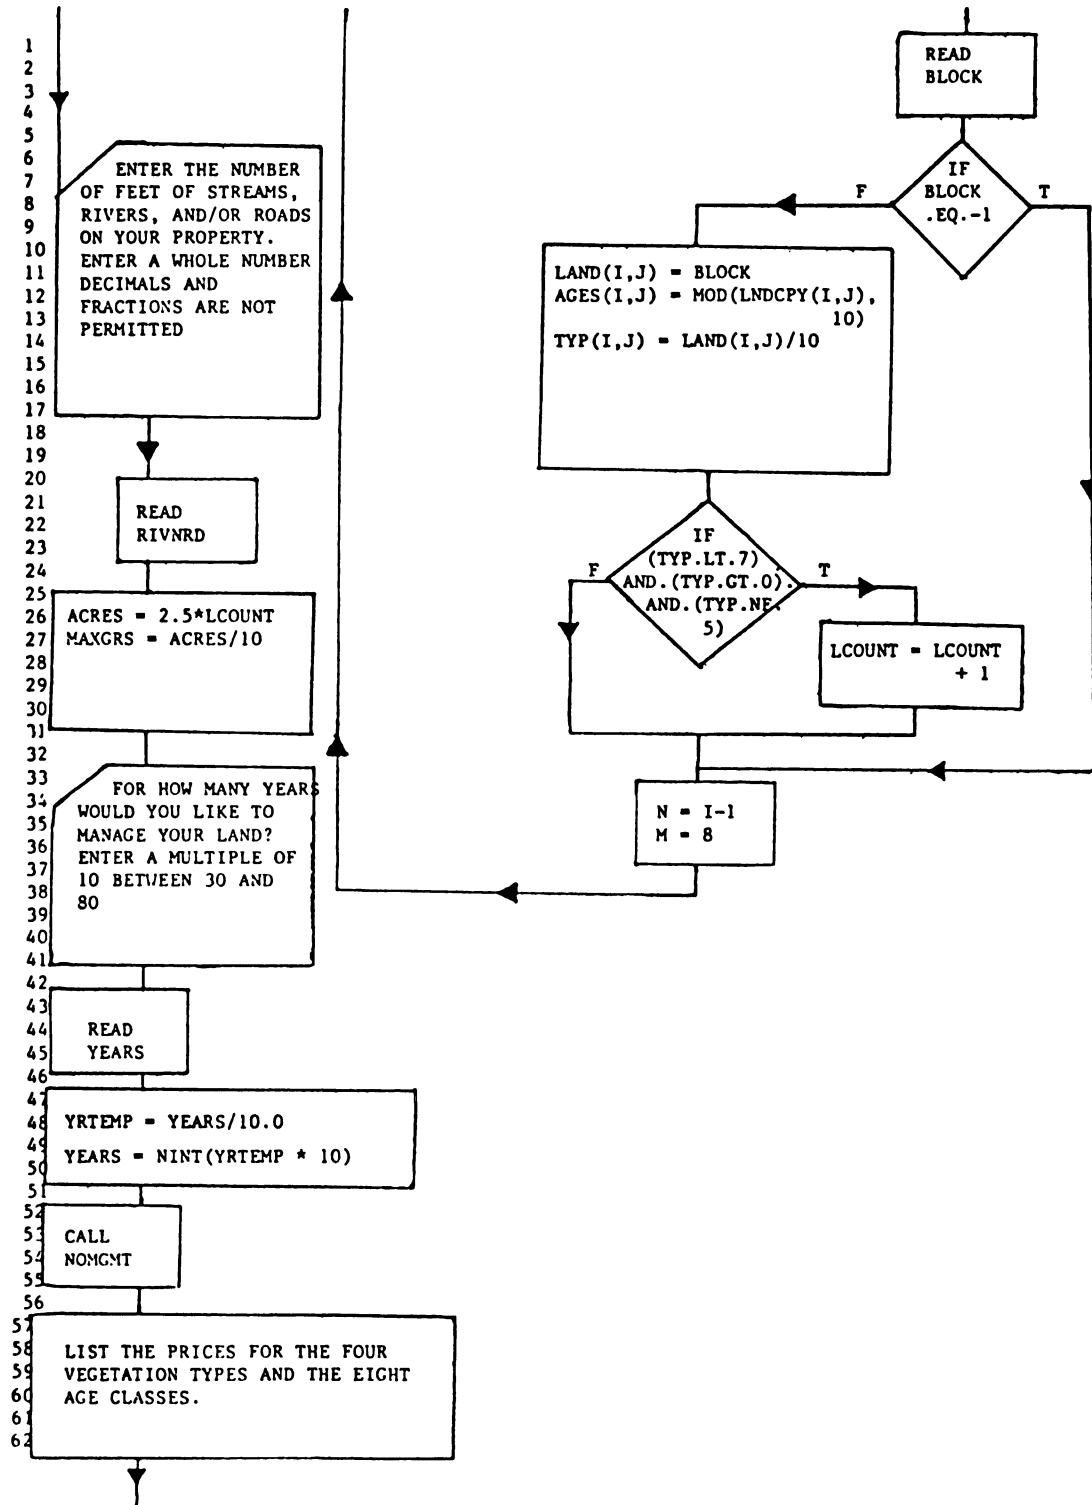 1
2
3
4
5
6
7
8
9
10
11
12
13
14
15
16
17
18
19
20
21
22
23
24
25
26
27
28
29
30
31
32
33
34
35
36
37
38
39
40
41
42
43
44
45
46
47
48
49
50
51
52
53
54
55
56
57
58
59
60
61
62
ENTER THE NUMBER
OF FEET OF STREAMS,
RIVERS, AND/OR ROADS
ON YOUR PROPERTY.
ENTER A WHOLE NUMBER
DECIMALS AND
FRACTIONS ARE NOT
PERMITTED
READ
RIVNRD
ACRES = 2.5*LCOUNT
MAXGRS = ACRES/10
FOR HOW MANY YEARS
WOULD YOU LIKE TO
MANAGE YOUR LAND?
ENTER A MULTIPLE OF
10 BETWEEN 30 AND
80
READ
YEARS
YRTEMP = YEARS/10.0
YEARS = NINT(YRTEMP * 10)
CALL
NOMGMT
LIST THE PRICES FOR THE FOUR
VEGETATION TYPES AND THE EIGHT
AGE CLASSES.
READ
BLOCK
IF
BLOCK
.EQ.-1
F
T
LAND(I,J) = BLOCK
AGES(I,J) = MOD(LNDCPY(I,J),
10)
TYP(I,J) = LAND(I,J)/10
IF
(TYP.LT.7)
AND.(TYP.GT.0).
AND.(TYP.NE.
5)
F
T
LCOUNT = LCOUNT
+ 1
N = I-1
M = 8